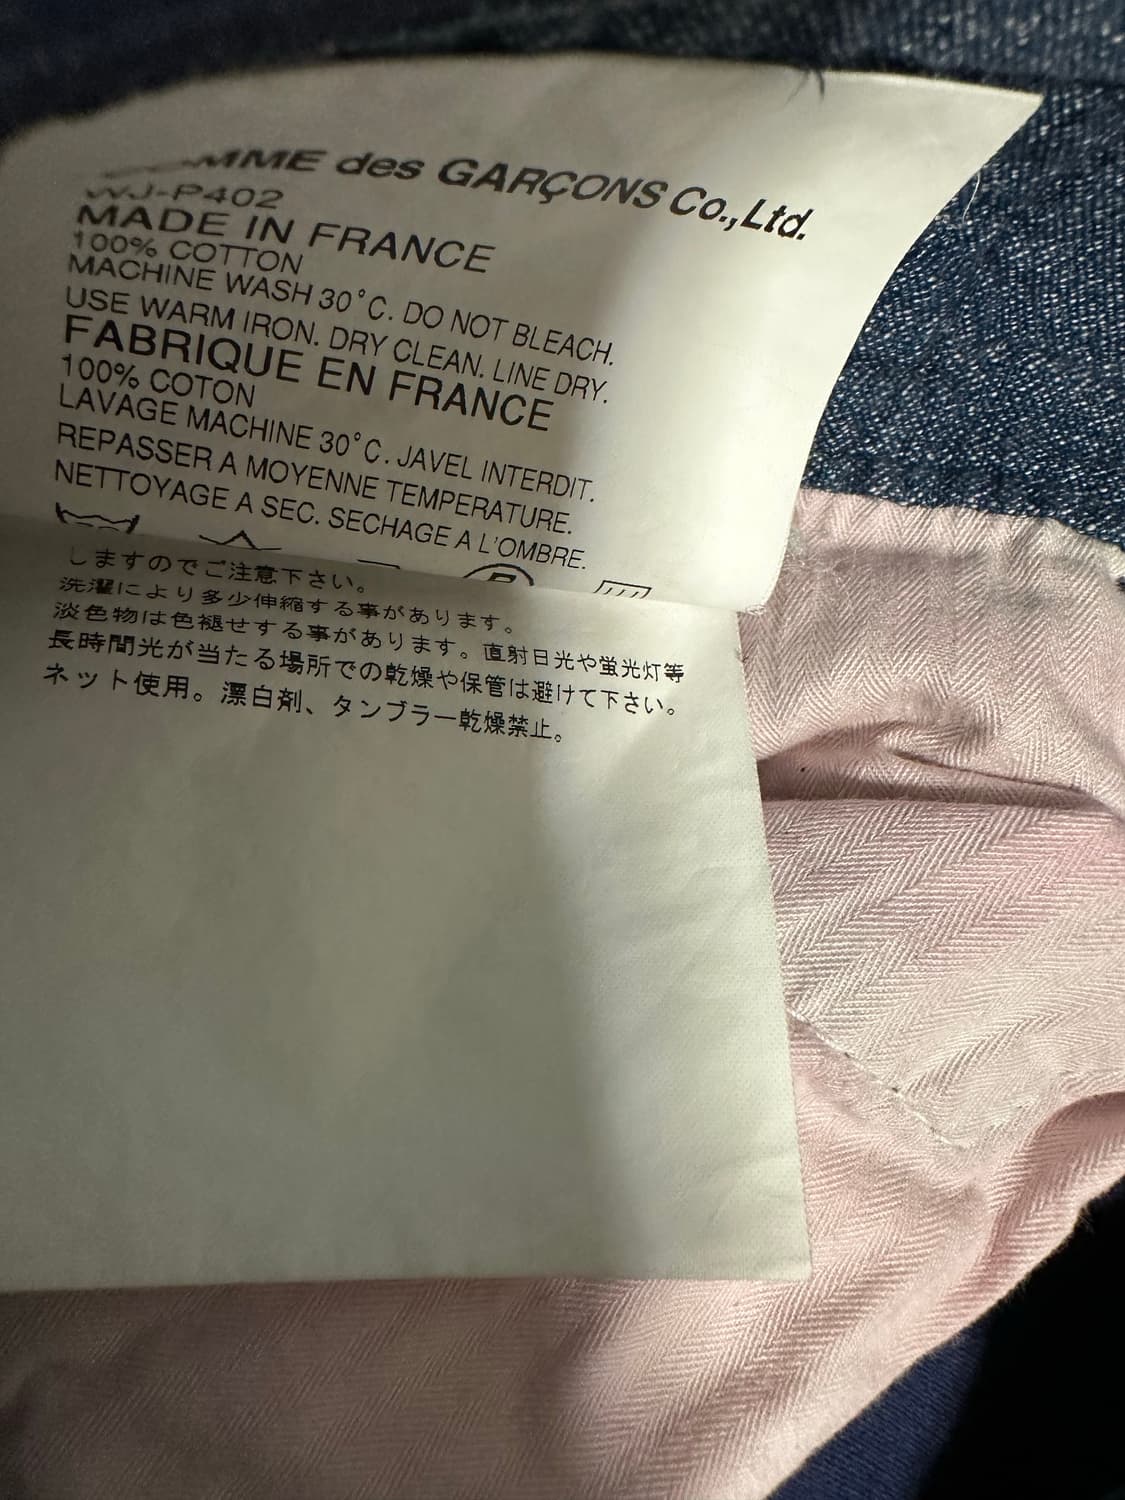 COMME des GARÇONS Co.,Ltd.
WJ-P402
MADE IN FRANCE
100% COTTON
MACHINE WASH 30°C. DO NOT BLEACH.
USE WARM IRON. DRY CLEAN. LINE DRY.
FABRIQUE EN FRANCE
100% COTON
LAVAGE MACHINE 30°C. JAVEL INTERDIT.
REPASSER A MOYENNE TEMPERATURE.
NETTOYAGE A SEC. SECHAGE A L'OMBRE.
P
しますのでご注意下さい。
洗濯により多少伸縮する事があります。
淡色物は色褪せする事があります。直射日光や蛍光灯等
長時間光が当たる場所での乾燥や保管は避けて下さい。
ネット使用。漂白剤、タンブラー乾燥禁止。